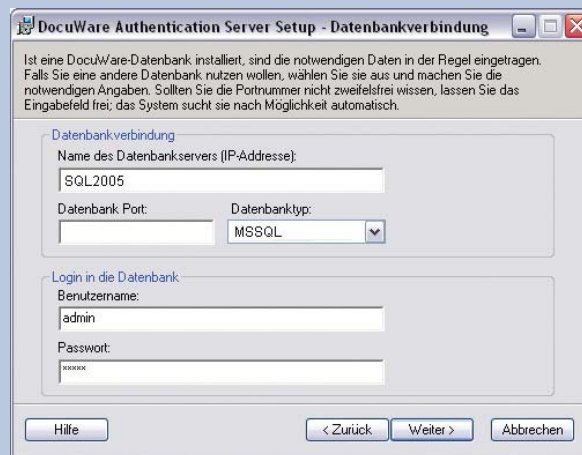 DocuWare Authentication Server Setup - Datenbankverbindung
Ist eine DocuWare-Datenbank installiert, sind die notwendigen Daten in der Regel eingetragen.
Falls Sie eine andere Datenbank nutzen wollen, wählen Sie sie aus und machen Sie die
notwendigen Angaben. Sollten Sie die Portnummer nicht zweifelsfrei wissen, lassen Sie das
Eingabefeld frei; das System sucht sie nach Möglichkeit automatisch.
Datenbankverbindung
Name des Datenbankservers (IP-Addresse):
SQL2005
Datenbank Port: Datenbanktyp:
MSSQL
Login in die Datenbank
Benutzername:
admin
Passwort:
*****
Hilfe < Zurück Weiter > Abbrechen